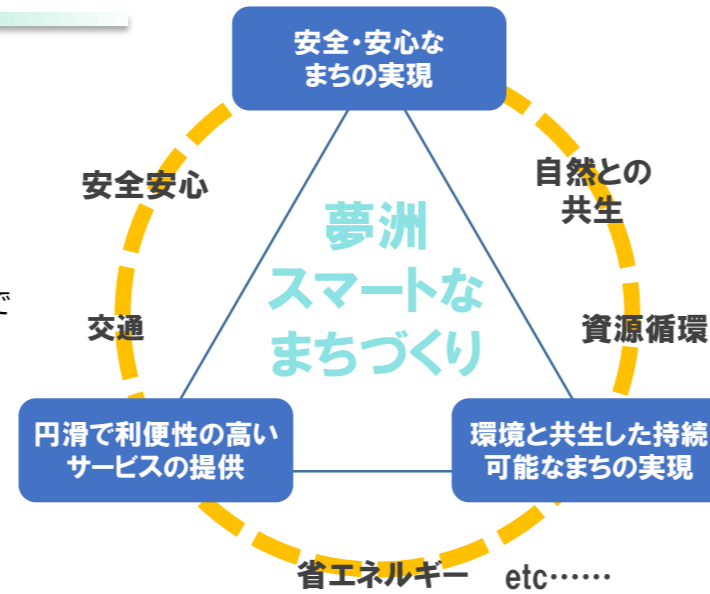 安全・安心な
まちの実現
安全安心
自然との
共生
夢洲
スマートな
まちづくり
で
交通
資源循環
円滑で利便性の高い
サービスの提供
環境と共生した持続
可能なまちの実現
省エネルギー
etc……